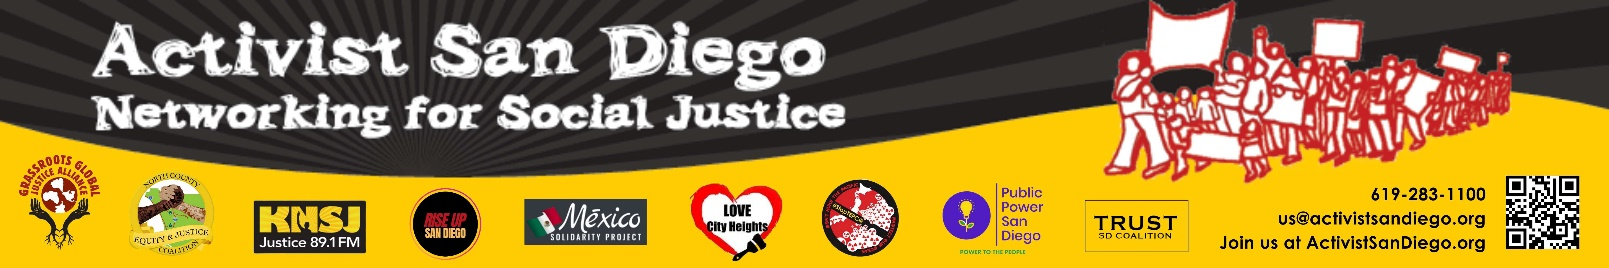 Activist San Diego
Networking for Social Justice
GRASSROOTS GLOBAL
JUSTICE ALLIANCE
NORTH COUNTY
EQUITY & JUSTICE
COALITION
KNSJ
Justice 89.1 FM
RISE UP
SAN DIEGO
México
SOLIDARITY PROJECT
LOVE
City Heights
Public
Power
San
Diego
POWER TO THE PEOPLE
TRUST
SD COALITION
619-283-1100
us@activistsandiego.org
Join us at ActivistSanDiego.org